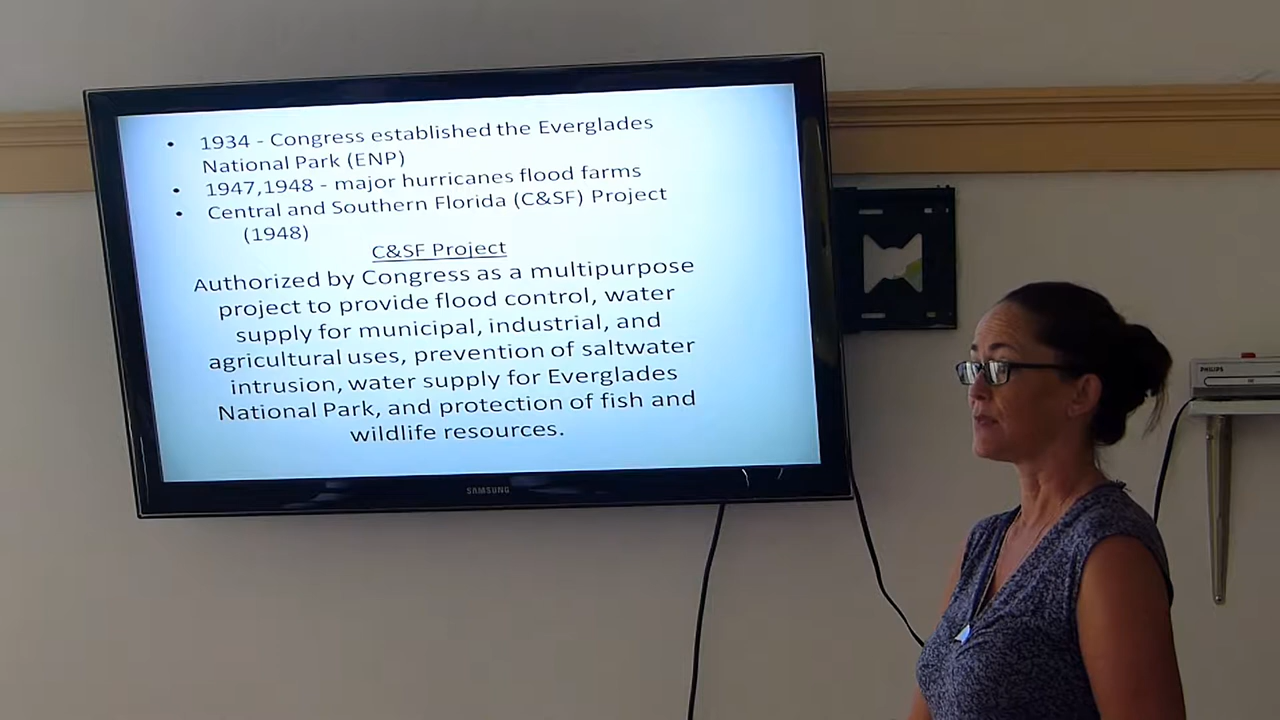 • 1934 - Congress established the Everglades
National Park (ENP)
• 1947,1948 - major hurricanes flood farms
• Central and Southern Florida (C&SF) Project
(1948)
C&SF Project
Authorized by Congress as a multipurpose
project to provide flood control, water
supply for municipal, industrial, and
agricultural uses, prevention of saltwater
intrusion, water supply for Everglades
National Park, and protection of fish and
wildlife resources.
SAMSUNG
PHILIPS